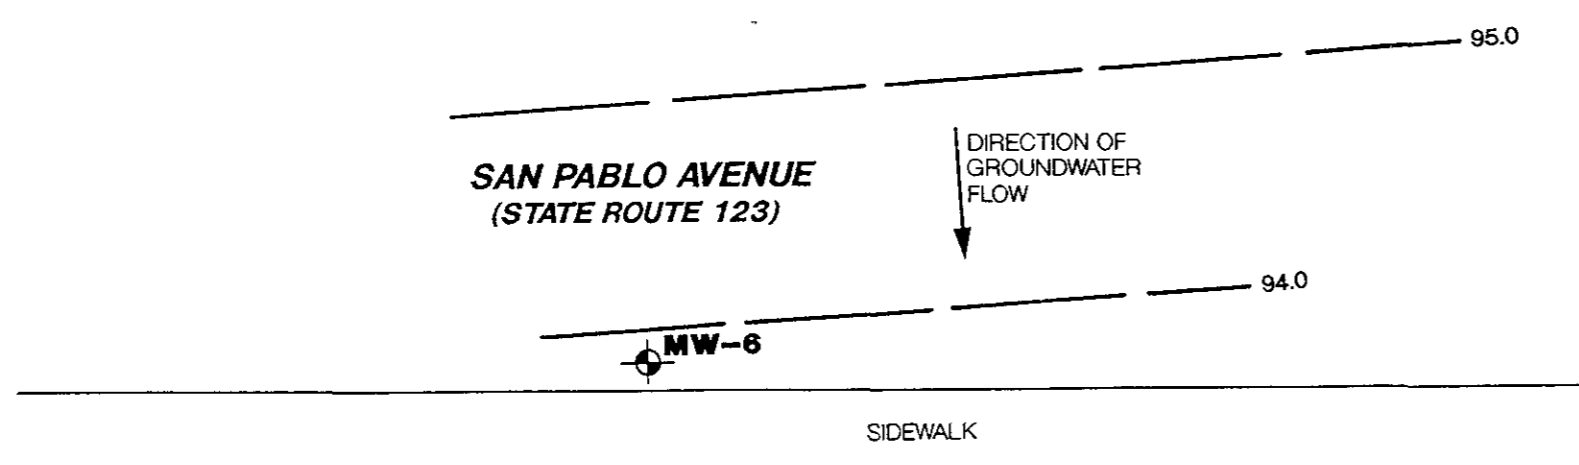 95.0
DIRECTION OF
GROUNDWATER
FLOW
SAN PABLO AVENUE
(STATE ROUTE 123)
94.0
MW-6
SIDEWALK